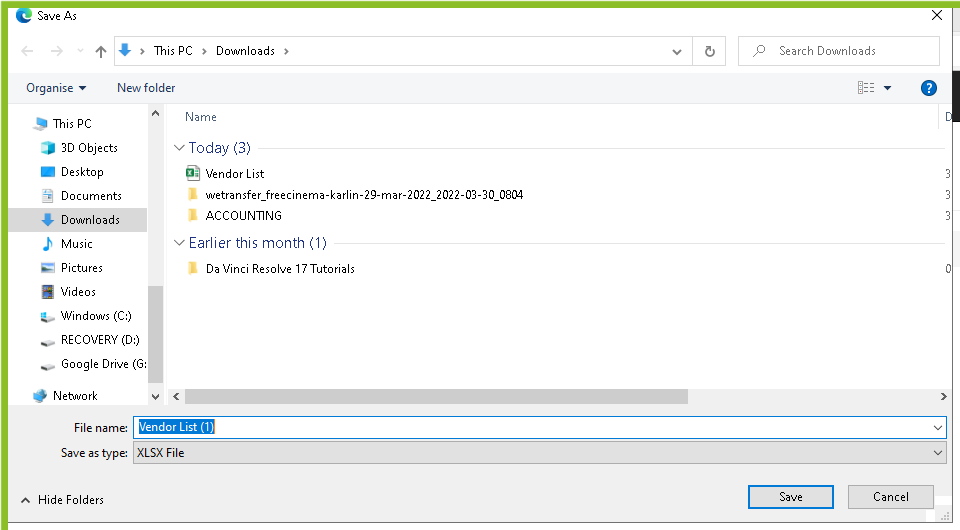 Save As
This PC > Downloads >
Search Downloads
Organise
New folder
?
This PC
3D Objects
Desktop
Documents
Downloads
Music
Pictures
Videos
Windows (C:)
RECOVERY (D:)
Google Drive (G:
Network
Name
D
Today (3)
Vendor List
3
wetransfer_freecinema-karlin-29-mar-2022_2022-03-30_0804
3
ACCOUNTING
3
Earlier this month (1)
Da Vinci Resolve 17 Tutorials
0
File name: Vendor List (1)
Save as type: XLSX File
Hide Folders
Save
Cancel